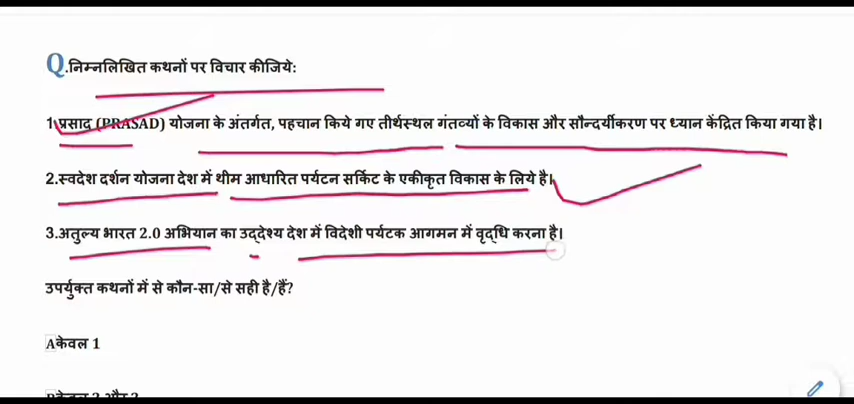 Q.निम्नलिखित कथनों पर विचार कीजिये:
1.प्रसाद (PRASAD) योजना के अंतर्गत, पहचान किये गए तीर्थस्थल गंतव्यों के विकास और सौन्दर्यीकरण पर ध्यान केंद्रित किया गया है।
2.स्वदेश दर्शन योजना देश में थीम आधारित पर्यटन सर्किट के एकीकृत विकास के लिये है।
3.अतुल्य भारत 2.0 अभियान का उद्देश्य देश में विदेशी पर्यटक आगमन में वृद्धि करना है।
उपर्युक्त कथनों में से कौन-सा/से सही है/हैं?
Aकेवल 1